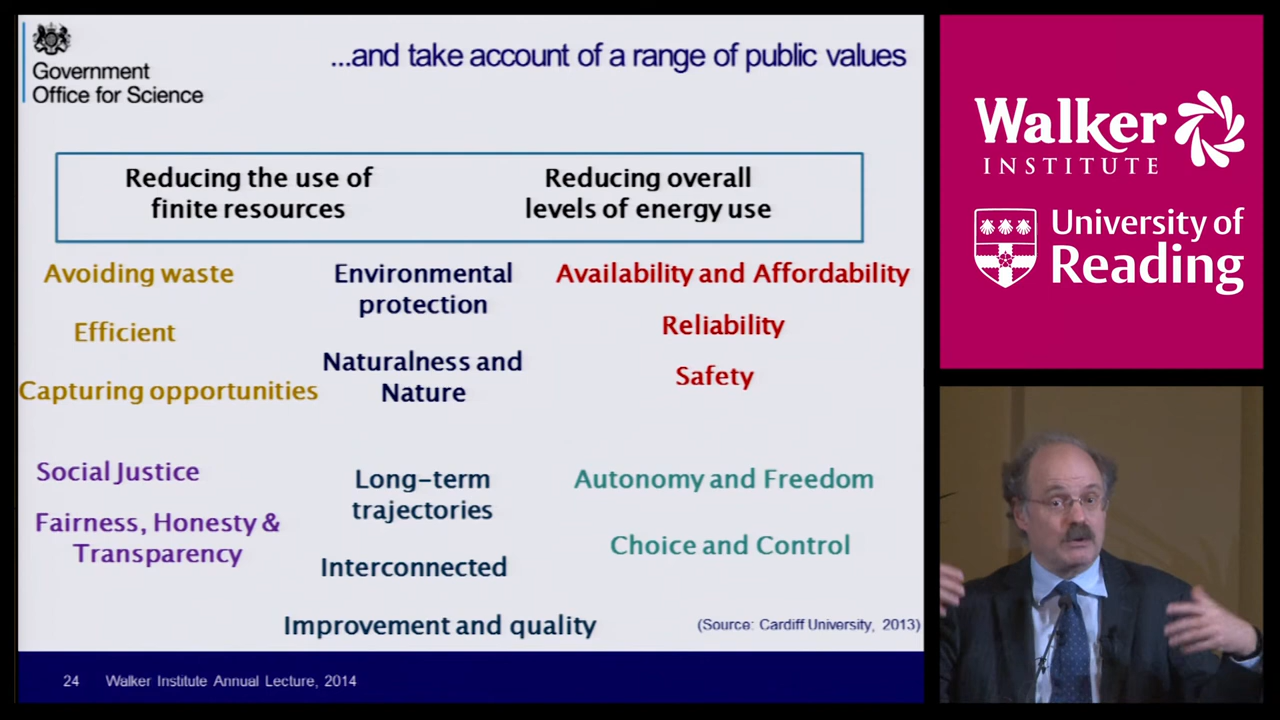 Government
Office for Science
...and take account of a range of public values
Reducing the use of
finite resources
Reducing overall
levels of energy use
Avoiding waste
Efficient
Capturing opportunities
Environmental
protection
Naturalness and
Nature
Availability and Affordability
Reliability
Safety
Social Justice
Fairness, Honesty &
Transparency
Long-term
trajectories
Interconnected
Improvement and quality
Autonomy and Freedom
Choice and Control
(Source: Cardiff University, 2013)
24 Walker Institute Annual Lecture, 2014
Walker
INSTITUTE
University of
Reading